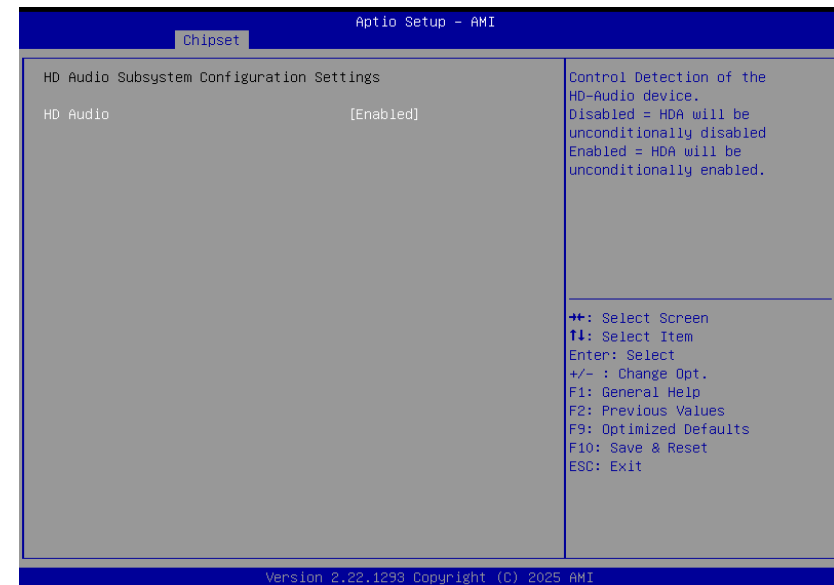 Aptio Setup – AMI
Chipset
HD Audio Subsystem Configuration Settings
HD Audio [Enabled]
Control Detection of the
HD-Audio device.
Disabled = HDA will be
unconditionally disabled
Enabled = HDA will be
unconditionally enabled.
→←: Select Screen
↑↓: Select Item
Enter: Select
+/- : Change Opt.
F1: General Help
F2: Previous Values
F9: Optimized Defaults
F10: Save & Reset
ESC: Exit
Version 2.22.1293 Copyright (C) 2025 AMI